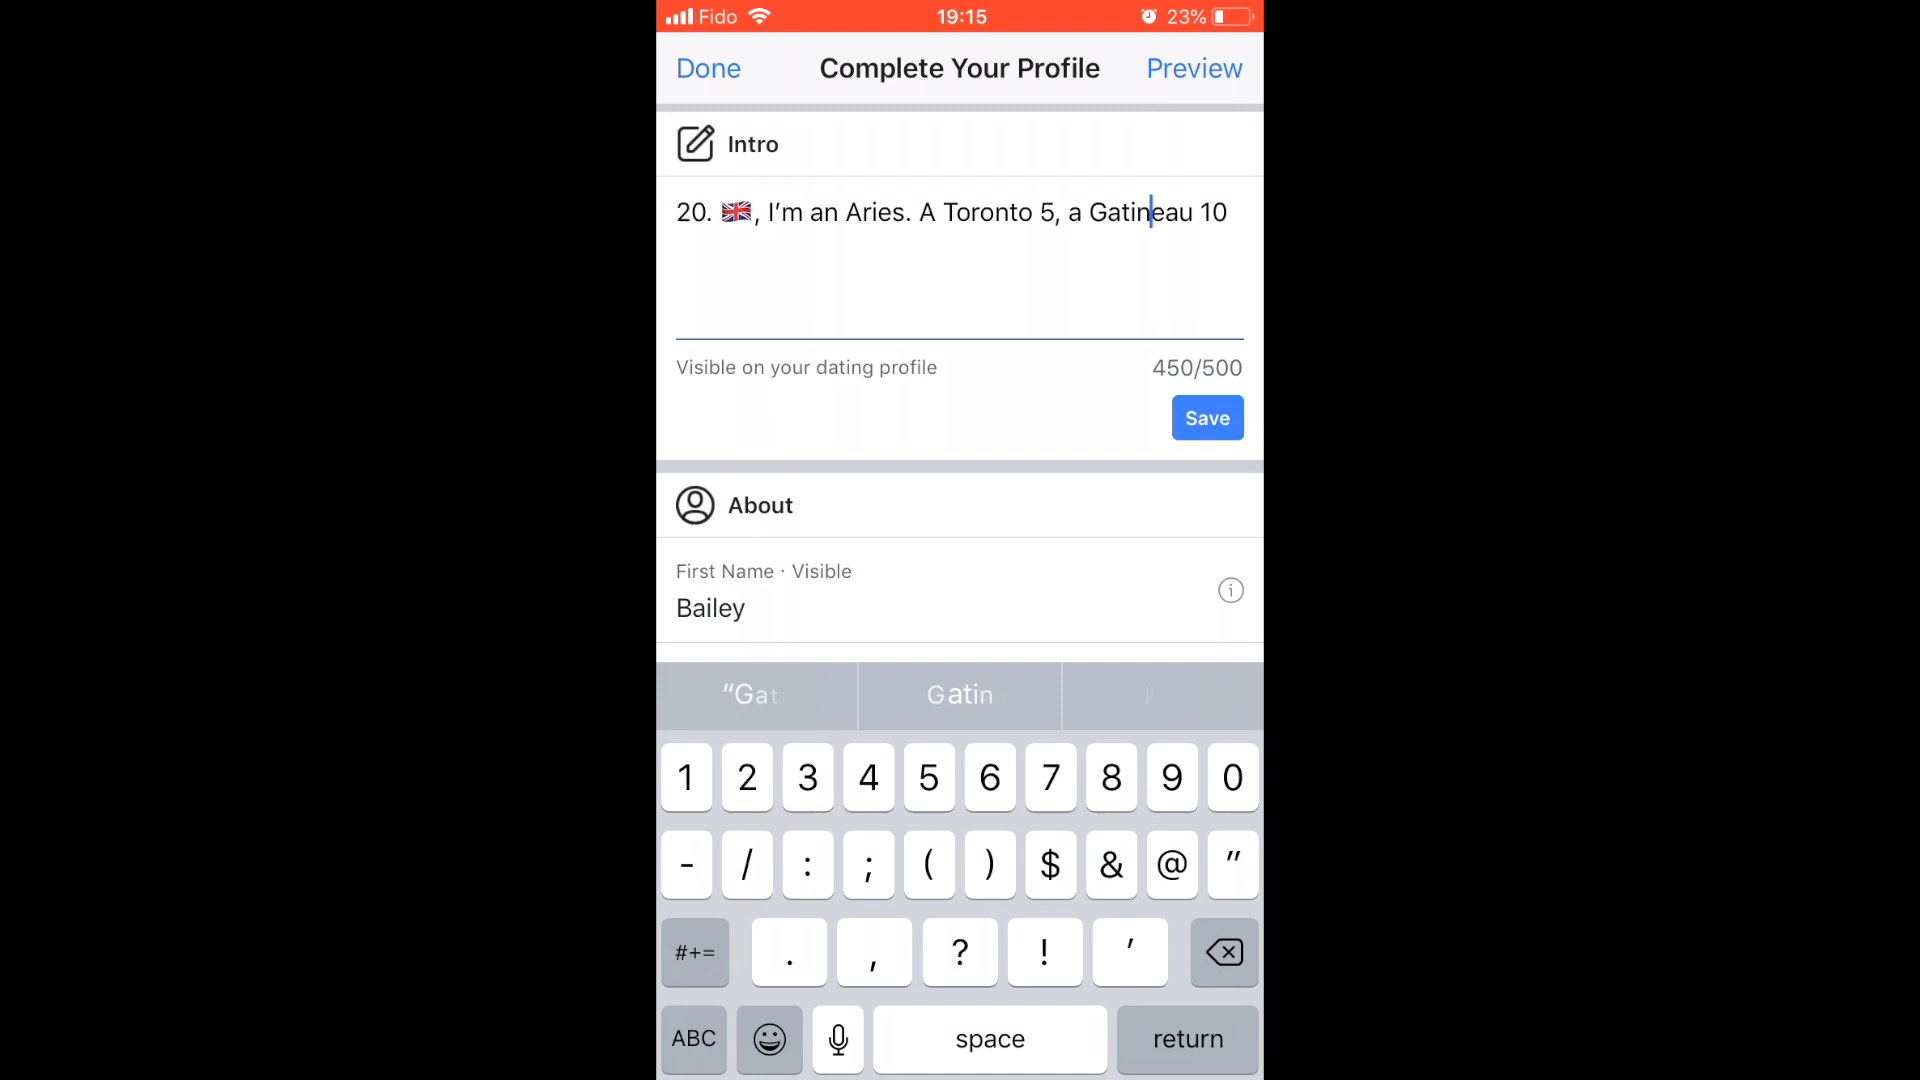 Fido 19:15 23%
Done Complete Your Profile Preview
Intro
20. 🇬🇧, I’m an Aries. A Toronto 5, a Gatineau 10
Visible on your dating profile 450/500
Save
About
First Name · Visible
Bailey
“Gat Gatin
1 2 3 4 5 6 7 8 9 0
- / : ; ( ) $ & @ "
#+= . , ? ! ’
ABC space return